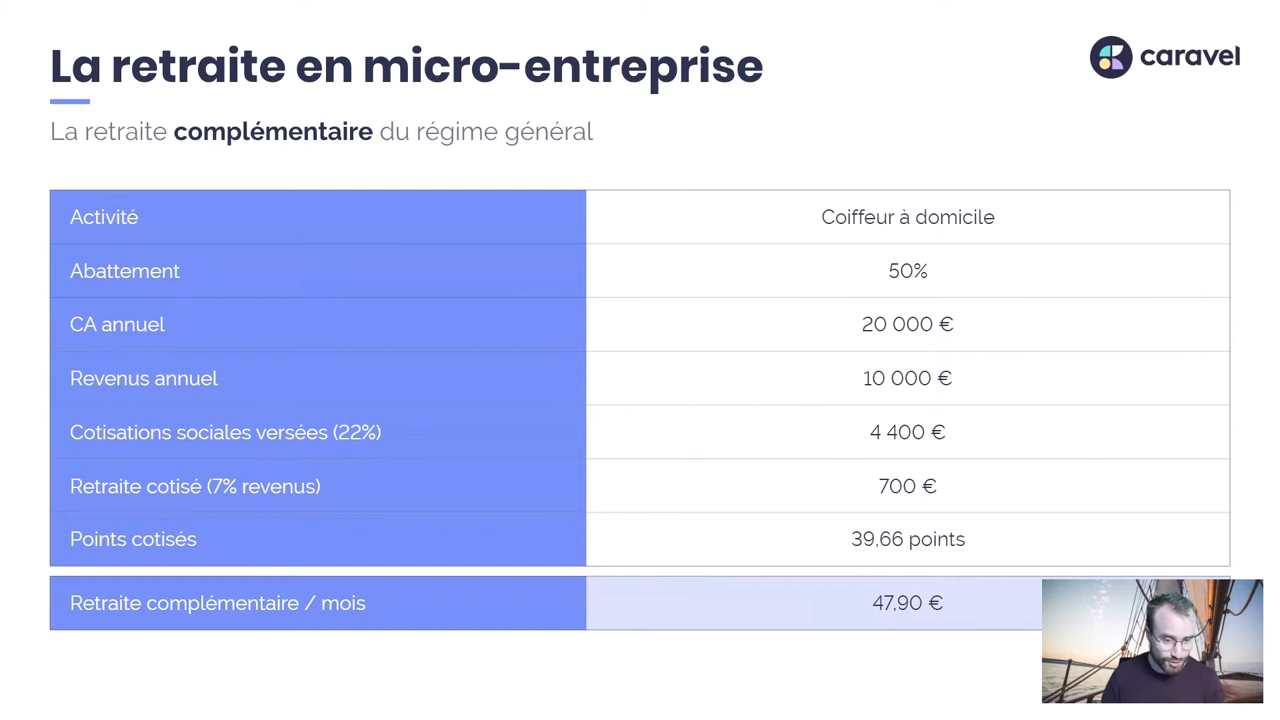 La retraite en micro-entreprise
caravel
La retraite complémentaire du régime général
Activité
Coiffeur à domicile
Abattement
50%
CA annuel
20 000 €
Revenus annuel
10 000 €
Cotisations sociales versées (22%)
4 400 €
Retraite cotisé (7% revenus)
700 €
Points cotisés
39,66 points
Retraite complémentaire / mois
47,90 €